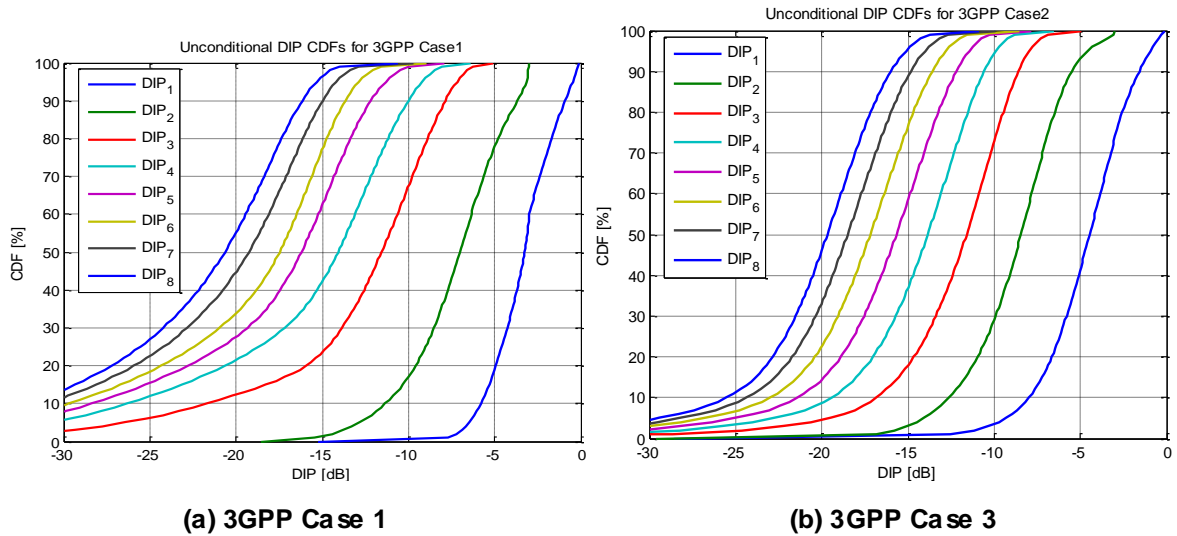 Unconditional DIP CDFs for 3GPP Case1
CDF [%]
100
90
80
70
60
50
40
30
20
10
0
DIP1
DIP2
DIP3
DIP4
DIP5
DIP6
DIP7
DIP8
-30
-25
-20
-15
-10
-5
0
DIP [dB]
(a) 3GPP Case 1
Unconditional DIP CDFs for 3GPP Case2
CDF [%]
100
90
80
70
60
50
40
30
20
10
0
DIP1
DIP2
DIP3
DIP4
DIP5
DIP6
DIP7
DIP8
-30
-25
-20
-15
-10
-5
0
DIP [dB]
(b) 3GPP Case 3